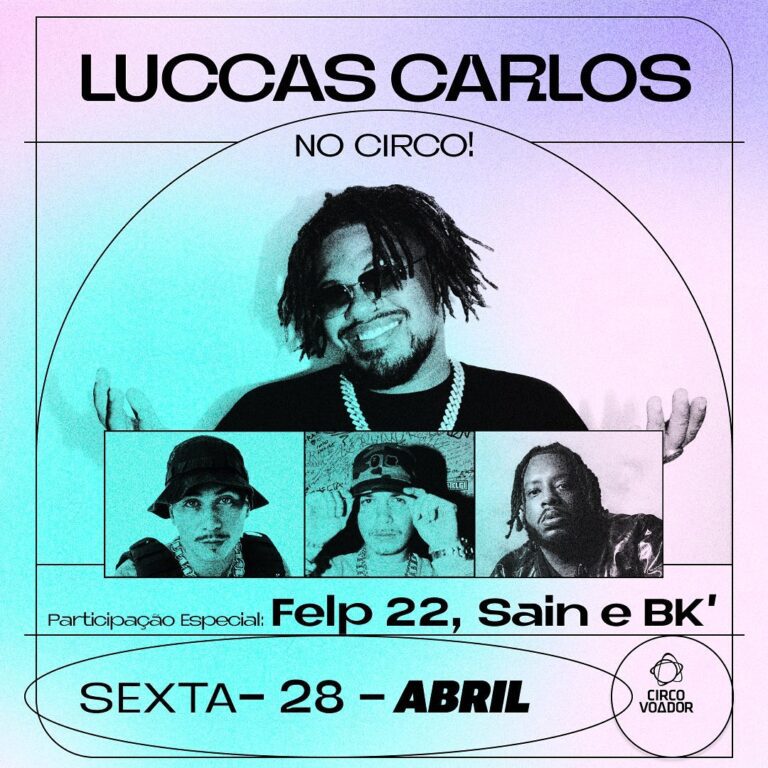 LUCCAS CARLOS
NO CIRCO!
Participação Especial: Felp 22, Sain e BK'
SEXTA- 28 - ABRIL
CIRCO
VOADOR